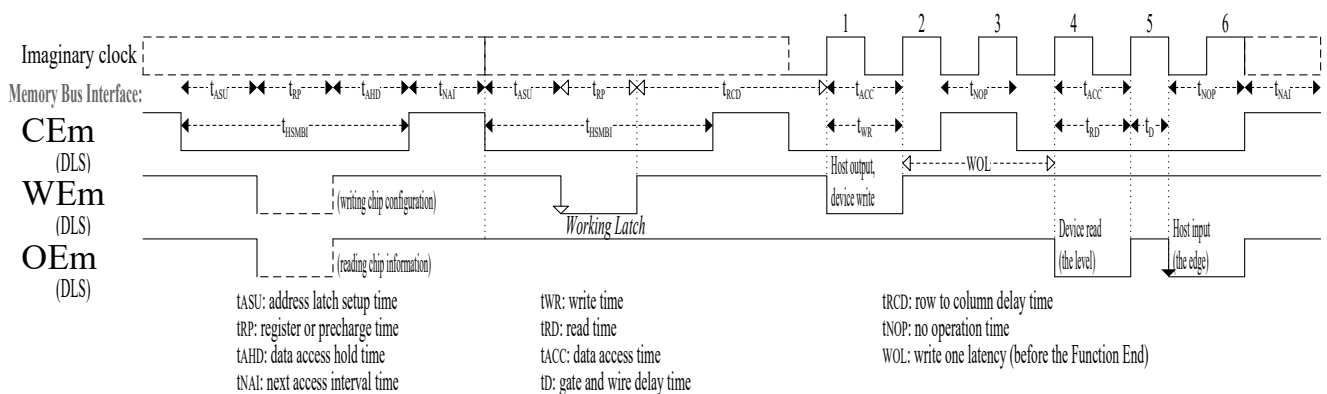 1 2 3 4 5 6
Imaginary clock
Memory Bus Interface: tASU tRP tAHD tNAI tASU tRP tRCD tACC tNOP tACC tNOP tNAI
CEm tHSMBI tHSMBI tWR tRD tD
(DLS)
WOL
WEm (writing chip configuration) Host output,
device write
(DLS) Working Latch
OEm (reading chip information) Device read Host input
(the level) (the edge)
(DLS)
tASU: address latch setup time tWR: write time tRCD: row to column delay time
tRP: register or precharge time tRD: read time tNOP: no operation time
tAHD: data access hold time tACC: data access time WOL: write one latency (before the Function End)
tNAI: next access interval time tD: gate and wire delay time